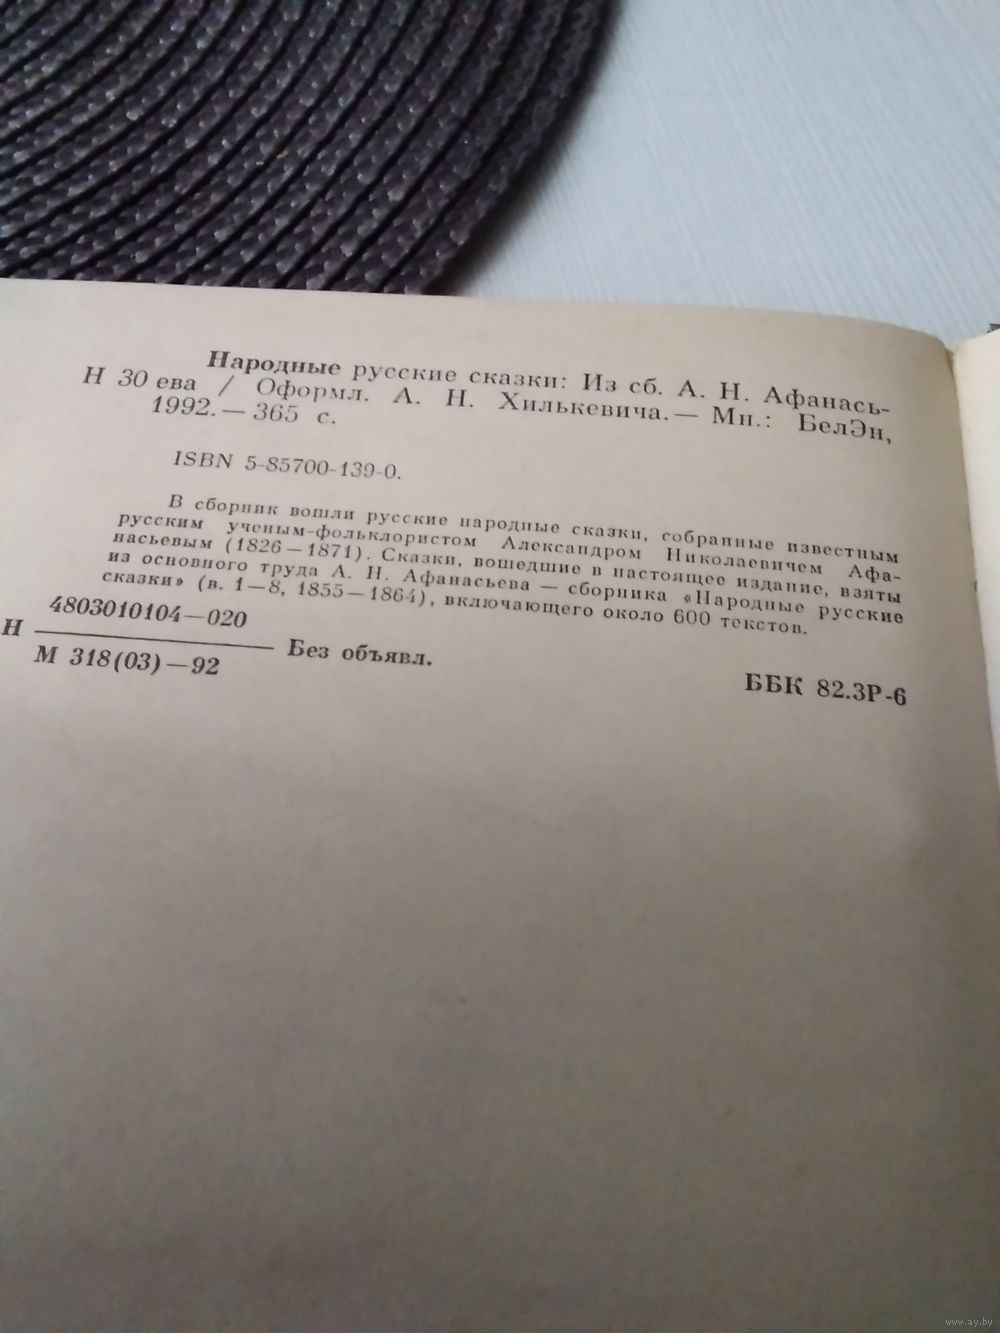 Народные русские сказки: Из сб. А. Н. Афанась-
Н 30 ева / Оформл. А. Н. Хилькевича.— Мн.: БелЭн,
1992.— 365 с.
ISBN 5-85700-139-0.
В сборник вошли русские народные сказки, собранные известным
русским ученым-фольклористом Александром Николаевичем Афа-
насьевым (1826—1871). Сказки, вошедшие в настоящее издание, взяты
из основного труда А. Н. Афанасьева — сборника «Народные русские
сказки» (в. 1—8, 1855—1864), включающего около 600 текстов.
4803010104—020
Н
Без объявл.
М 318(03)—92
ББК 82.3Р-6
www.ay.by